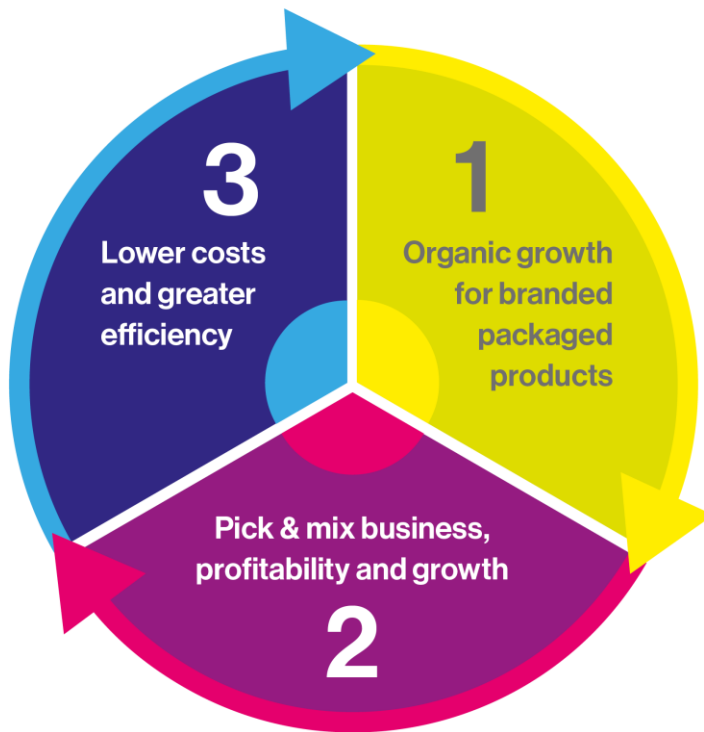 1
Organic growth
for branded
packaged
products
Pick & mix business,
profitability and growth
2
3
Lower costs
and greater
efficiency